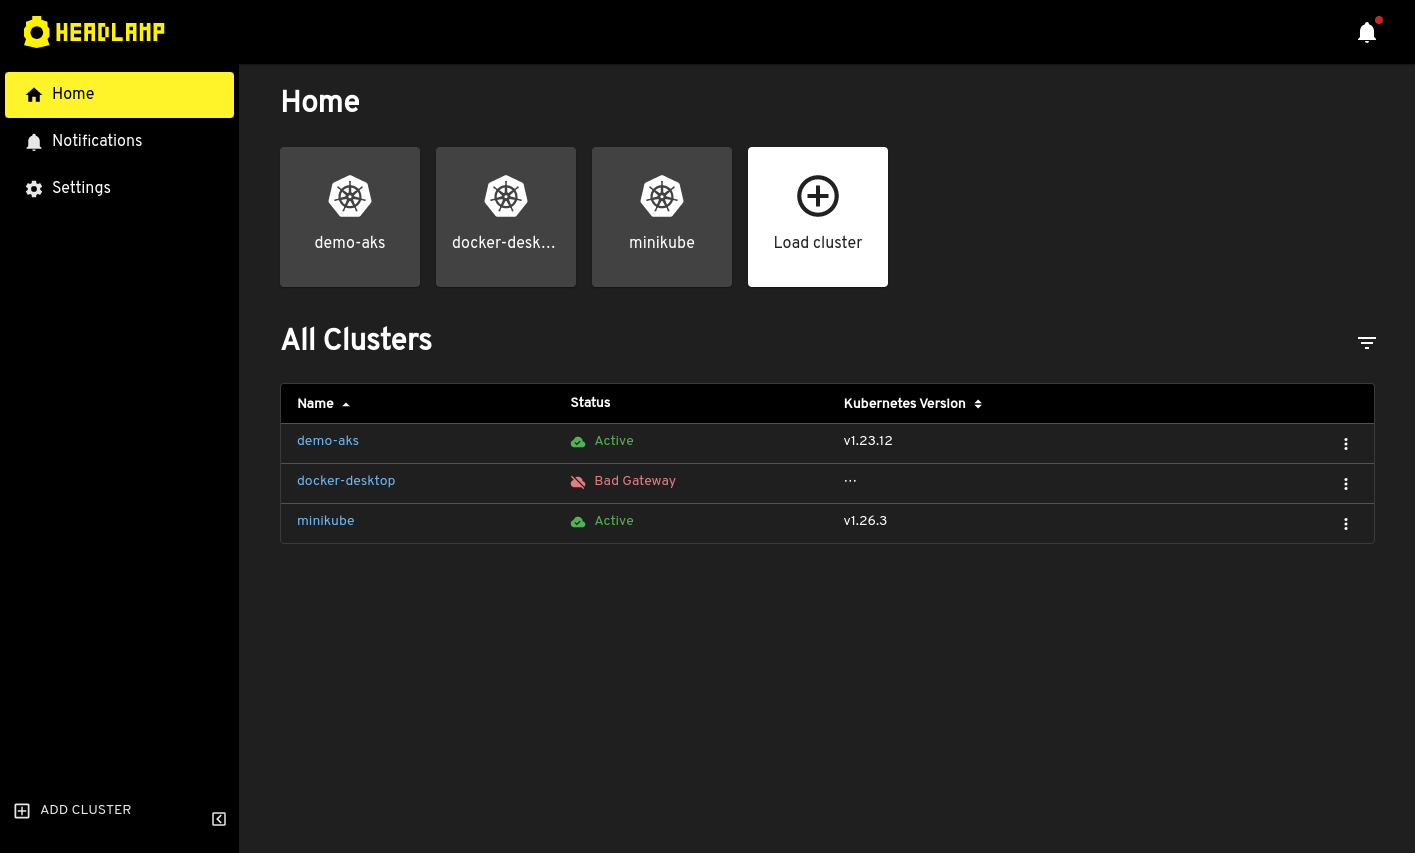 HEADLAMP
Home
Notifications
Settings
Home
demo-aks
docker-desk...
minikube
Load cluster
All Clusters
Name Status Kubernetes Version
demo-aks Active v1.23.12
docker-desktop Bad Gateway ⋯
minikube Active v1.26.3
ADD CLUSTER